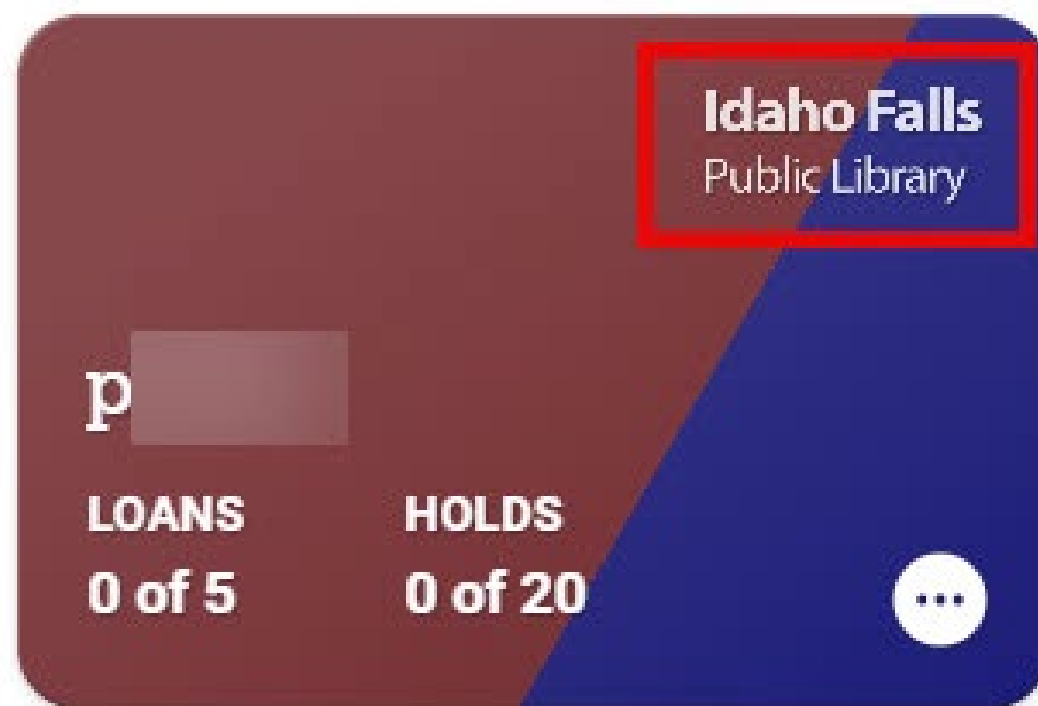 Idaho Falls
Public Library
p
LOANS HOLDS
0 of 5 0 of 20